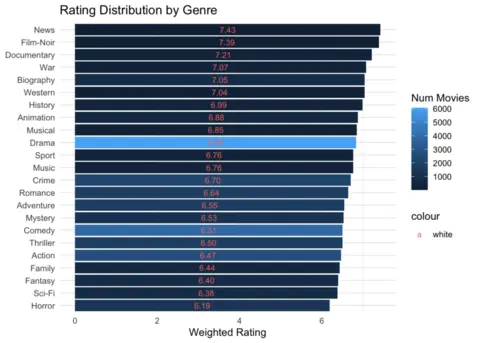 Rating Distribution by Genre
News 7.43
Film-Noir 7.39
Documentary 7.21
War 7.07
Biography 7.05
Western 7.04
History 6.99
Animation 6.88
Musical 6.85
Drama
Sport 6.76
Music 6.76
Crime 6.70
Romance 6.64
Adventure 6.55
Mystery 6.53
Comedy 6.51
Thriller 6.50
Action 6.47
Family 6.44
Fantasy 6.40
Sci-Fi 6.38
Horror 6.19
0 2 4 6
Weighted Rating
Num Movies
6000
5000
4000
3000
2000
1000
colour
a white